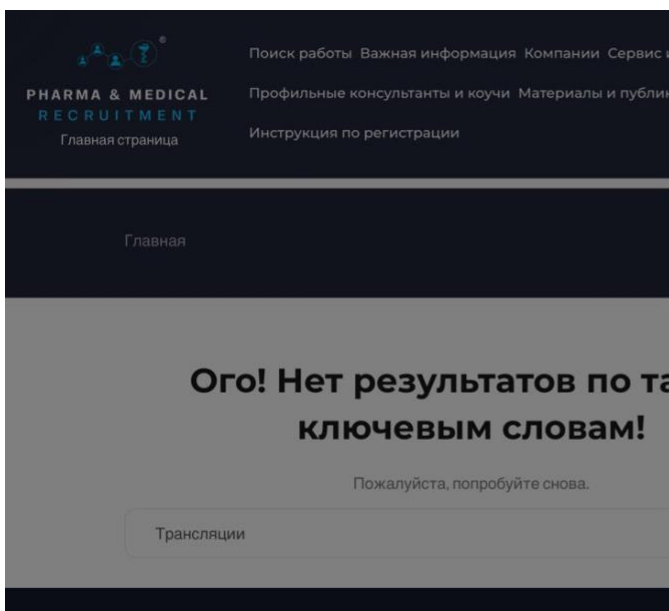 PHARMA & MEDICAL
RECRUITMENT
Главная страница
Поиск работы Важная информация Компании Сервис
Профильные консультанты и коучи Материалы и
Инструкция по регистрации
Главная
Ого! Нет результатов по
ключевым словам!
Пожалуйста, попробуйте снова.
Трансляции